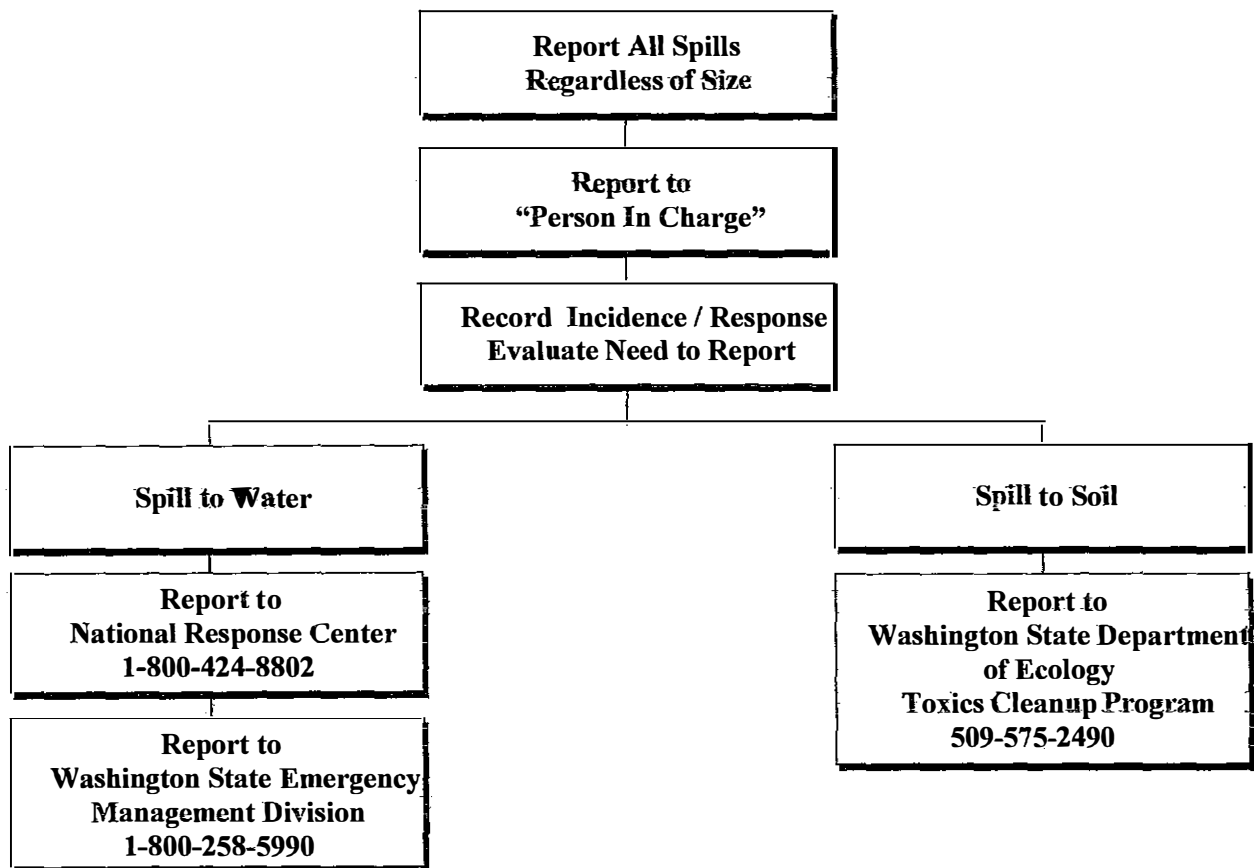 Report All Spills
Regardless of Size
Report to
“Person In Charge”
Record Incidence / Response
Evaluate Need to Report
Spill to Water
Report to
National Response Center
1-800-424-8802
Report to
Washington State Emergency
Management Division
1-800-258-5990
Spill to Soil
Report to
Washington State Department
of Ecology
Toxics Cleanup Program
509-575-2490